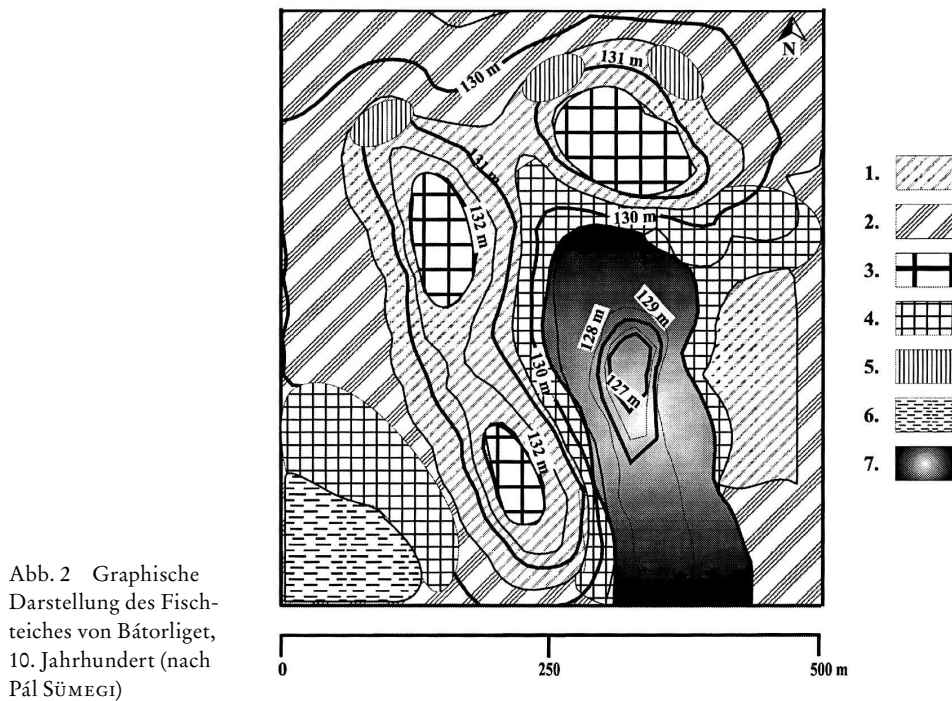 N
130 m
131 m
131 m
132 m
130 m
129 m
128 m
127 m
130 m
132 m
1.
2.
3.
4.
5.
6.
7.
0
250
500 m
Abb. 2 Graphische
Darstellung des Fisch-
teiches von Bátorliget,
10. Jahrhundert (nach
Pál SÜMEGI)